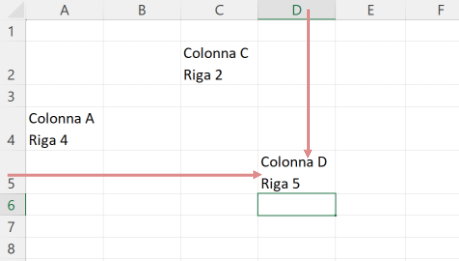 A B C D E F
1
Colonna C
2 Riga 2
3
Colonna A
4 Riga 4
Colonna D
5 Riga 5
6
7
8